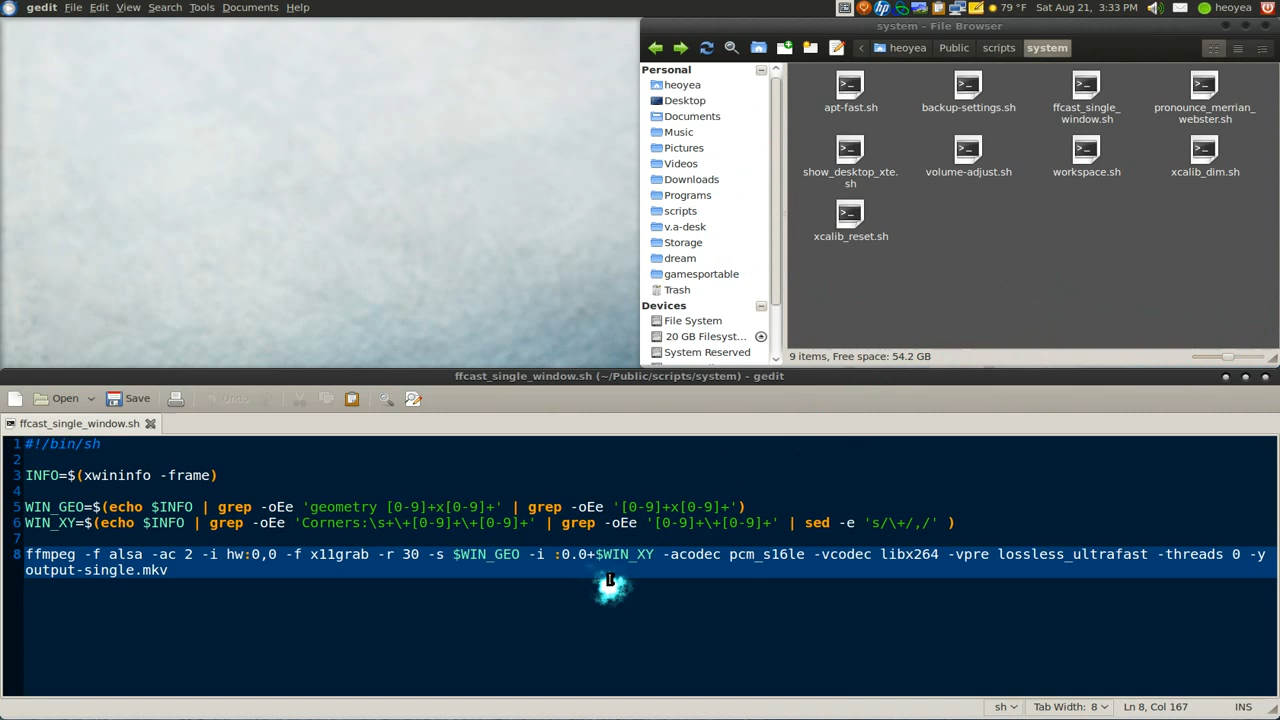 gedit File Edit View Search Tools Documents Help
79 °F Sat Aug 21, 3:33 PM heoyea
system - File Browser
heoyea Public scripts system
Personal
heoyea
Desktop
Documents
Music
Pictures
Videos
Downloads
Programs
scripts
v.a-desk
Storage
dream
gamesportable
Trash
Devices
File System
20 GB Filesyst...
System Reserved
apt-fast.sh
backup-settings.sh
ffcast_single_
window.sh
pronounce_merrian_
webster.sh
show_desktop_xte.
sh
volume-adjust.sh
workspace.sh
xcalib_dim.sh
xcalib_reset.sh
9 items, Free space: 54.2 GB
ffcast_single_window.sh (~/Public/scripts/system) - gedit
Open Save Undo
ffcast_single_window.sh
1 #!/bin/sh
2
3 INFO=$(xwininfo -frame)
4
5 WIN_GEO=$(echo $INFO | grep -oEe 'geometry [0-9]+x[0-9]+' | grep -oEe '[0-9]+x[0-9]+')
6 WIN_XY=$(echo $INFO | grep -oEe 'Corners:\s+\+[0-9]+\+[0-9]+' | grep -oEe '[0-9]+\+[0-9]+' | sed -e 's/\+/,/' )
7
8 ffmpeg -f alsa -ac 2 -i hw:0,0 -f x11grab -r 30 -s $WIN_GEO -i :0.0+$WIN_XY -acodec pcm_s16le -vcodec libx264 -vpre lossless_ultrafast -threads 0 -y
output-single.mkv
sh Tab Width: 8 Ln 8, Col 167 INS